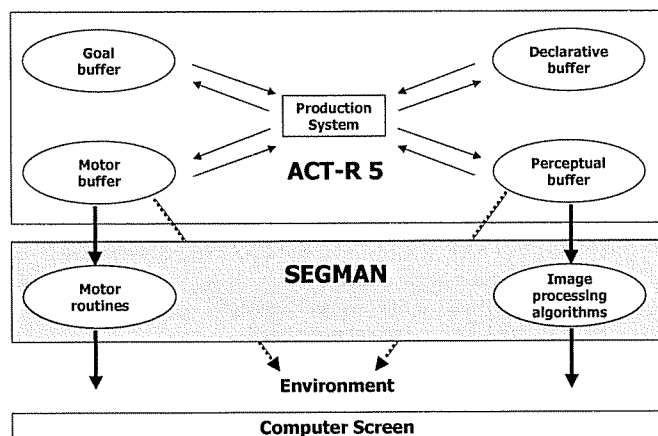 Goal
buffer
Declarative
buffer
Production
System
Motor
buffer
ACT-R 5
Perceptual
buffer
SEGMAN
Motor
routines
Image
processing
algorithms
Environment
Computer Screen